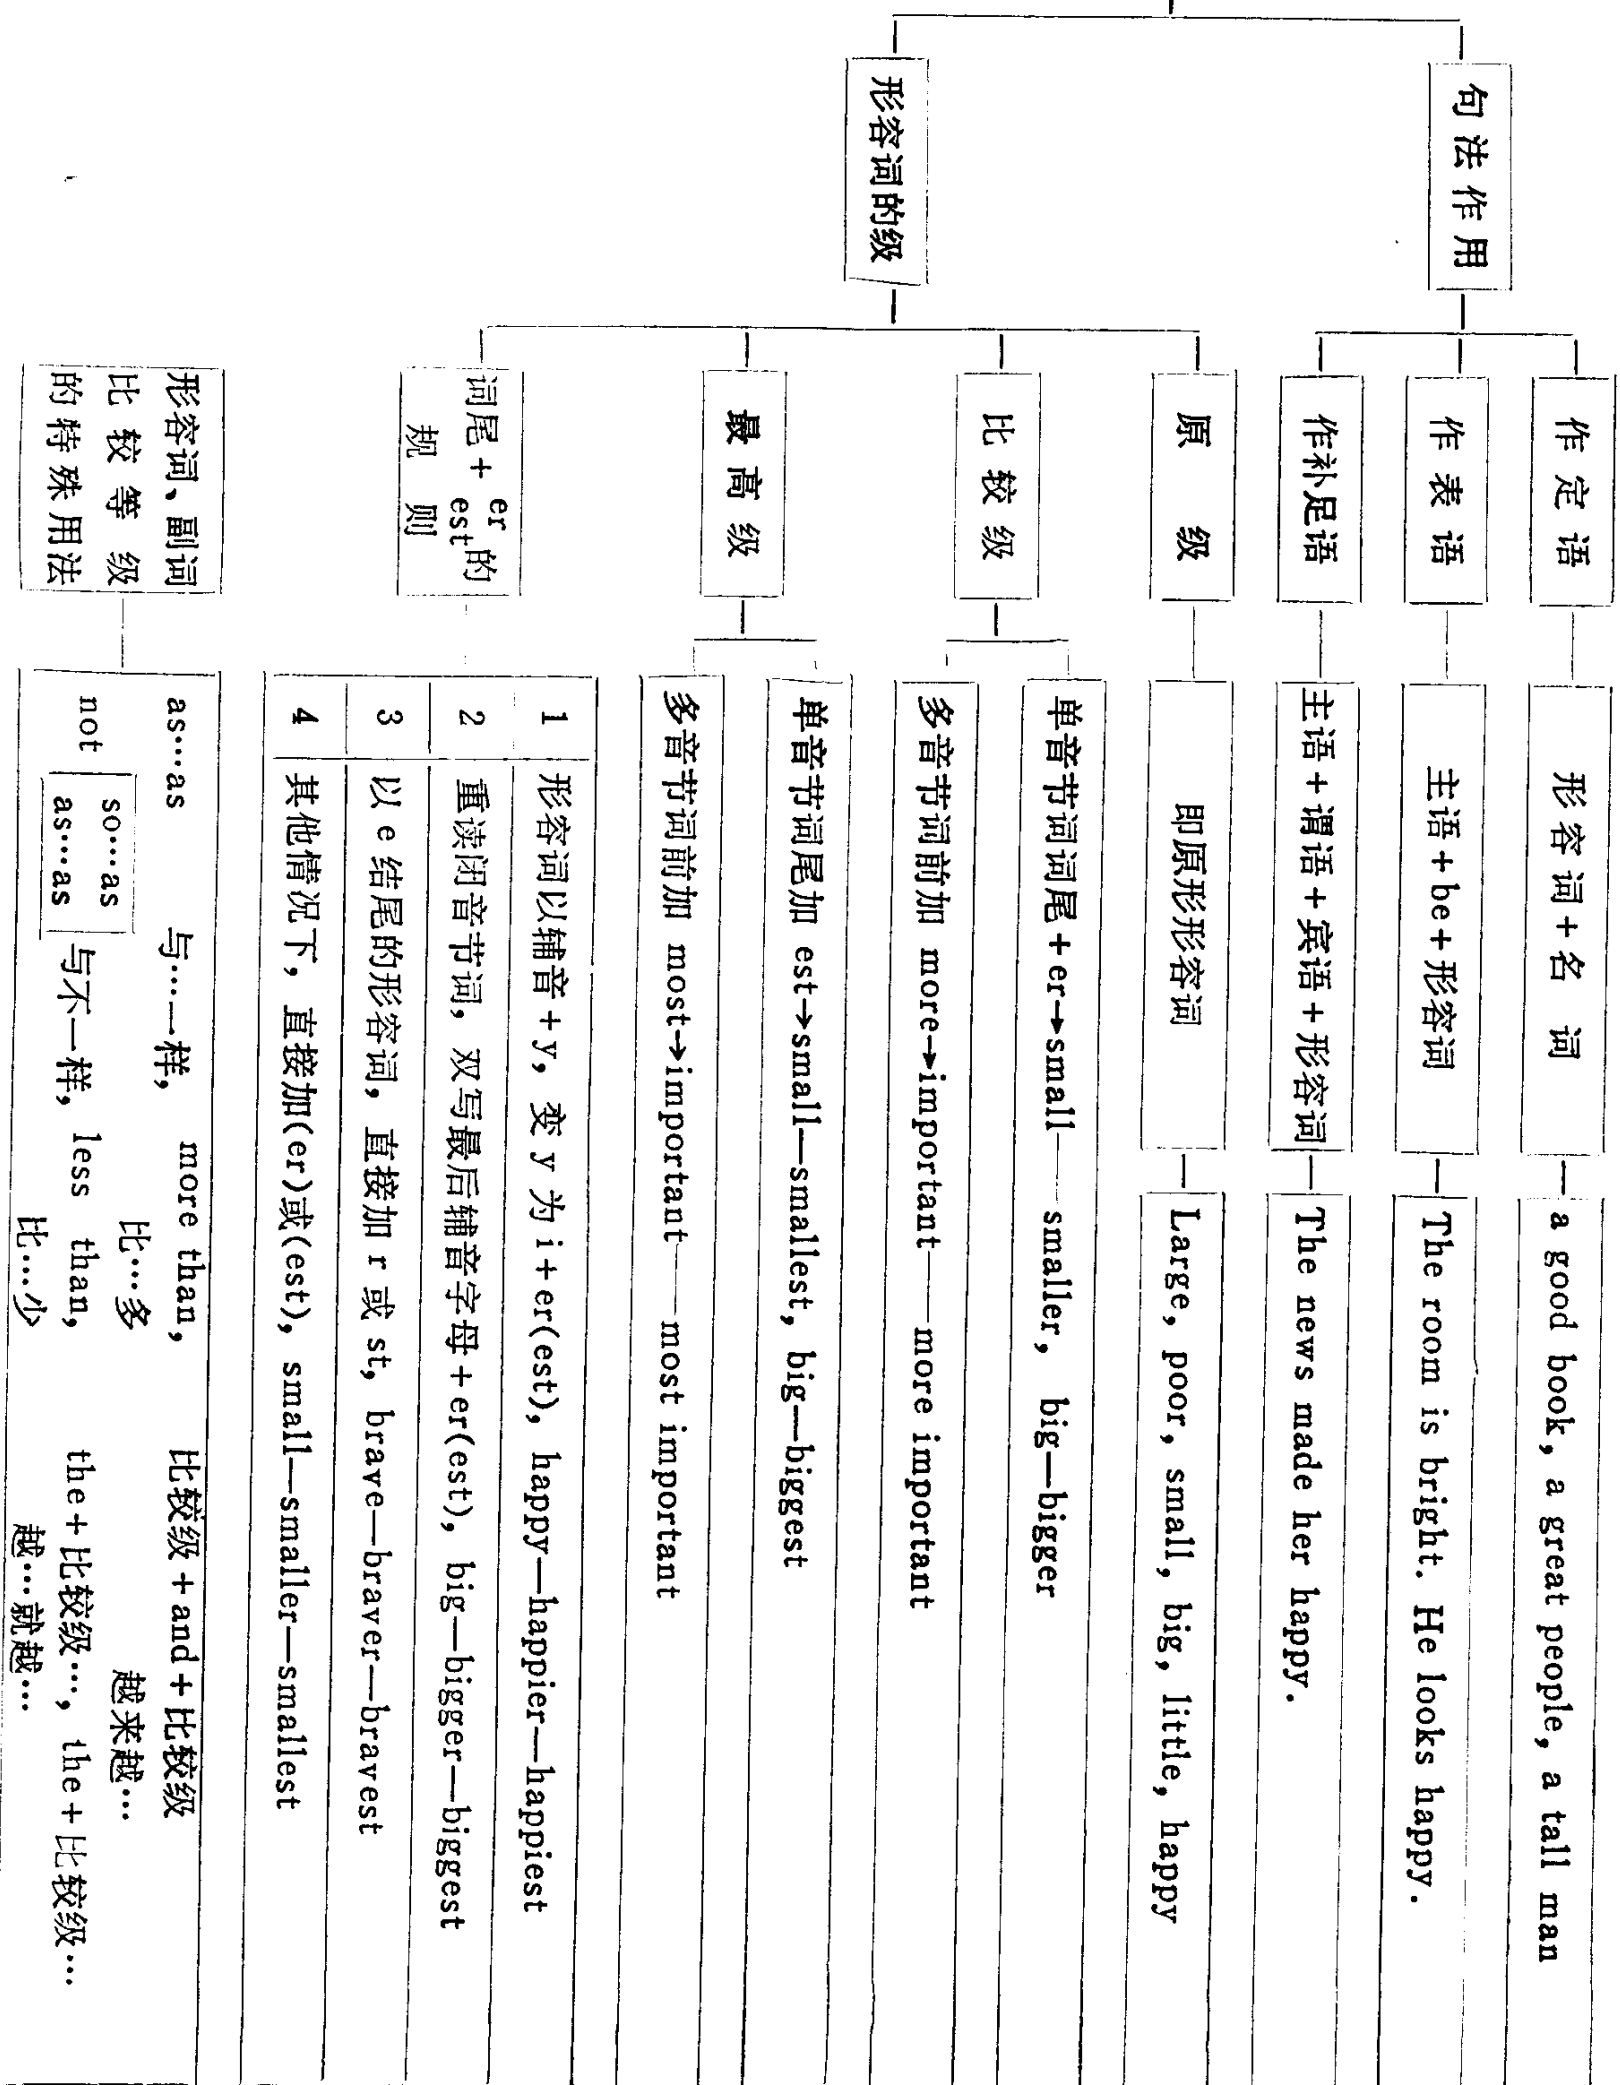 句法作用
作定语
形容词+名 词
a good book, a great people, a tall man
作表语
主语+be+形容词
The room is bright. He looks happy.
作补足语
主语+谓语+宾语+形容词
The news made her happy.
形容词的级
原 级
即原形形容词
Large, poor, small, big, little, happy
比较级
单音节词词尾+er→small—smaller, big—bigger
多音节词前加 more→important—more important
最高级
单音节词尾加 est→small—smallest, big—biggest
多音节词前加 most→important—most important
词尾+er est的
规 则
1 形容词以辅音+y, 变 y 为 i+er(est), happy—happier—happiest
2 重读闭音节词, 双写最后辅音字母+er(est), big—bigger—biggest
3 以 e 结尾的形容词, 直接加 r 或 st, brave—braver—bravest
4 其他情况下, 直接加(er)或(est), small—smaller—smallest
形容词、副词
比较等级
的特殊用法
as…as 与…一样, more than, 比较级+and+比较级
so…as 比…多 越来越…
not as…as 与不一样, less than, the+比较级…, the+比较级…
比…少 越…就越…